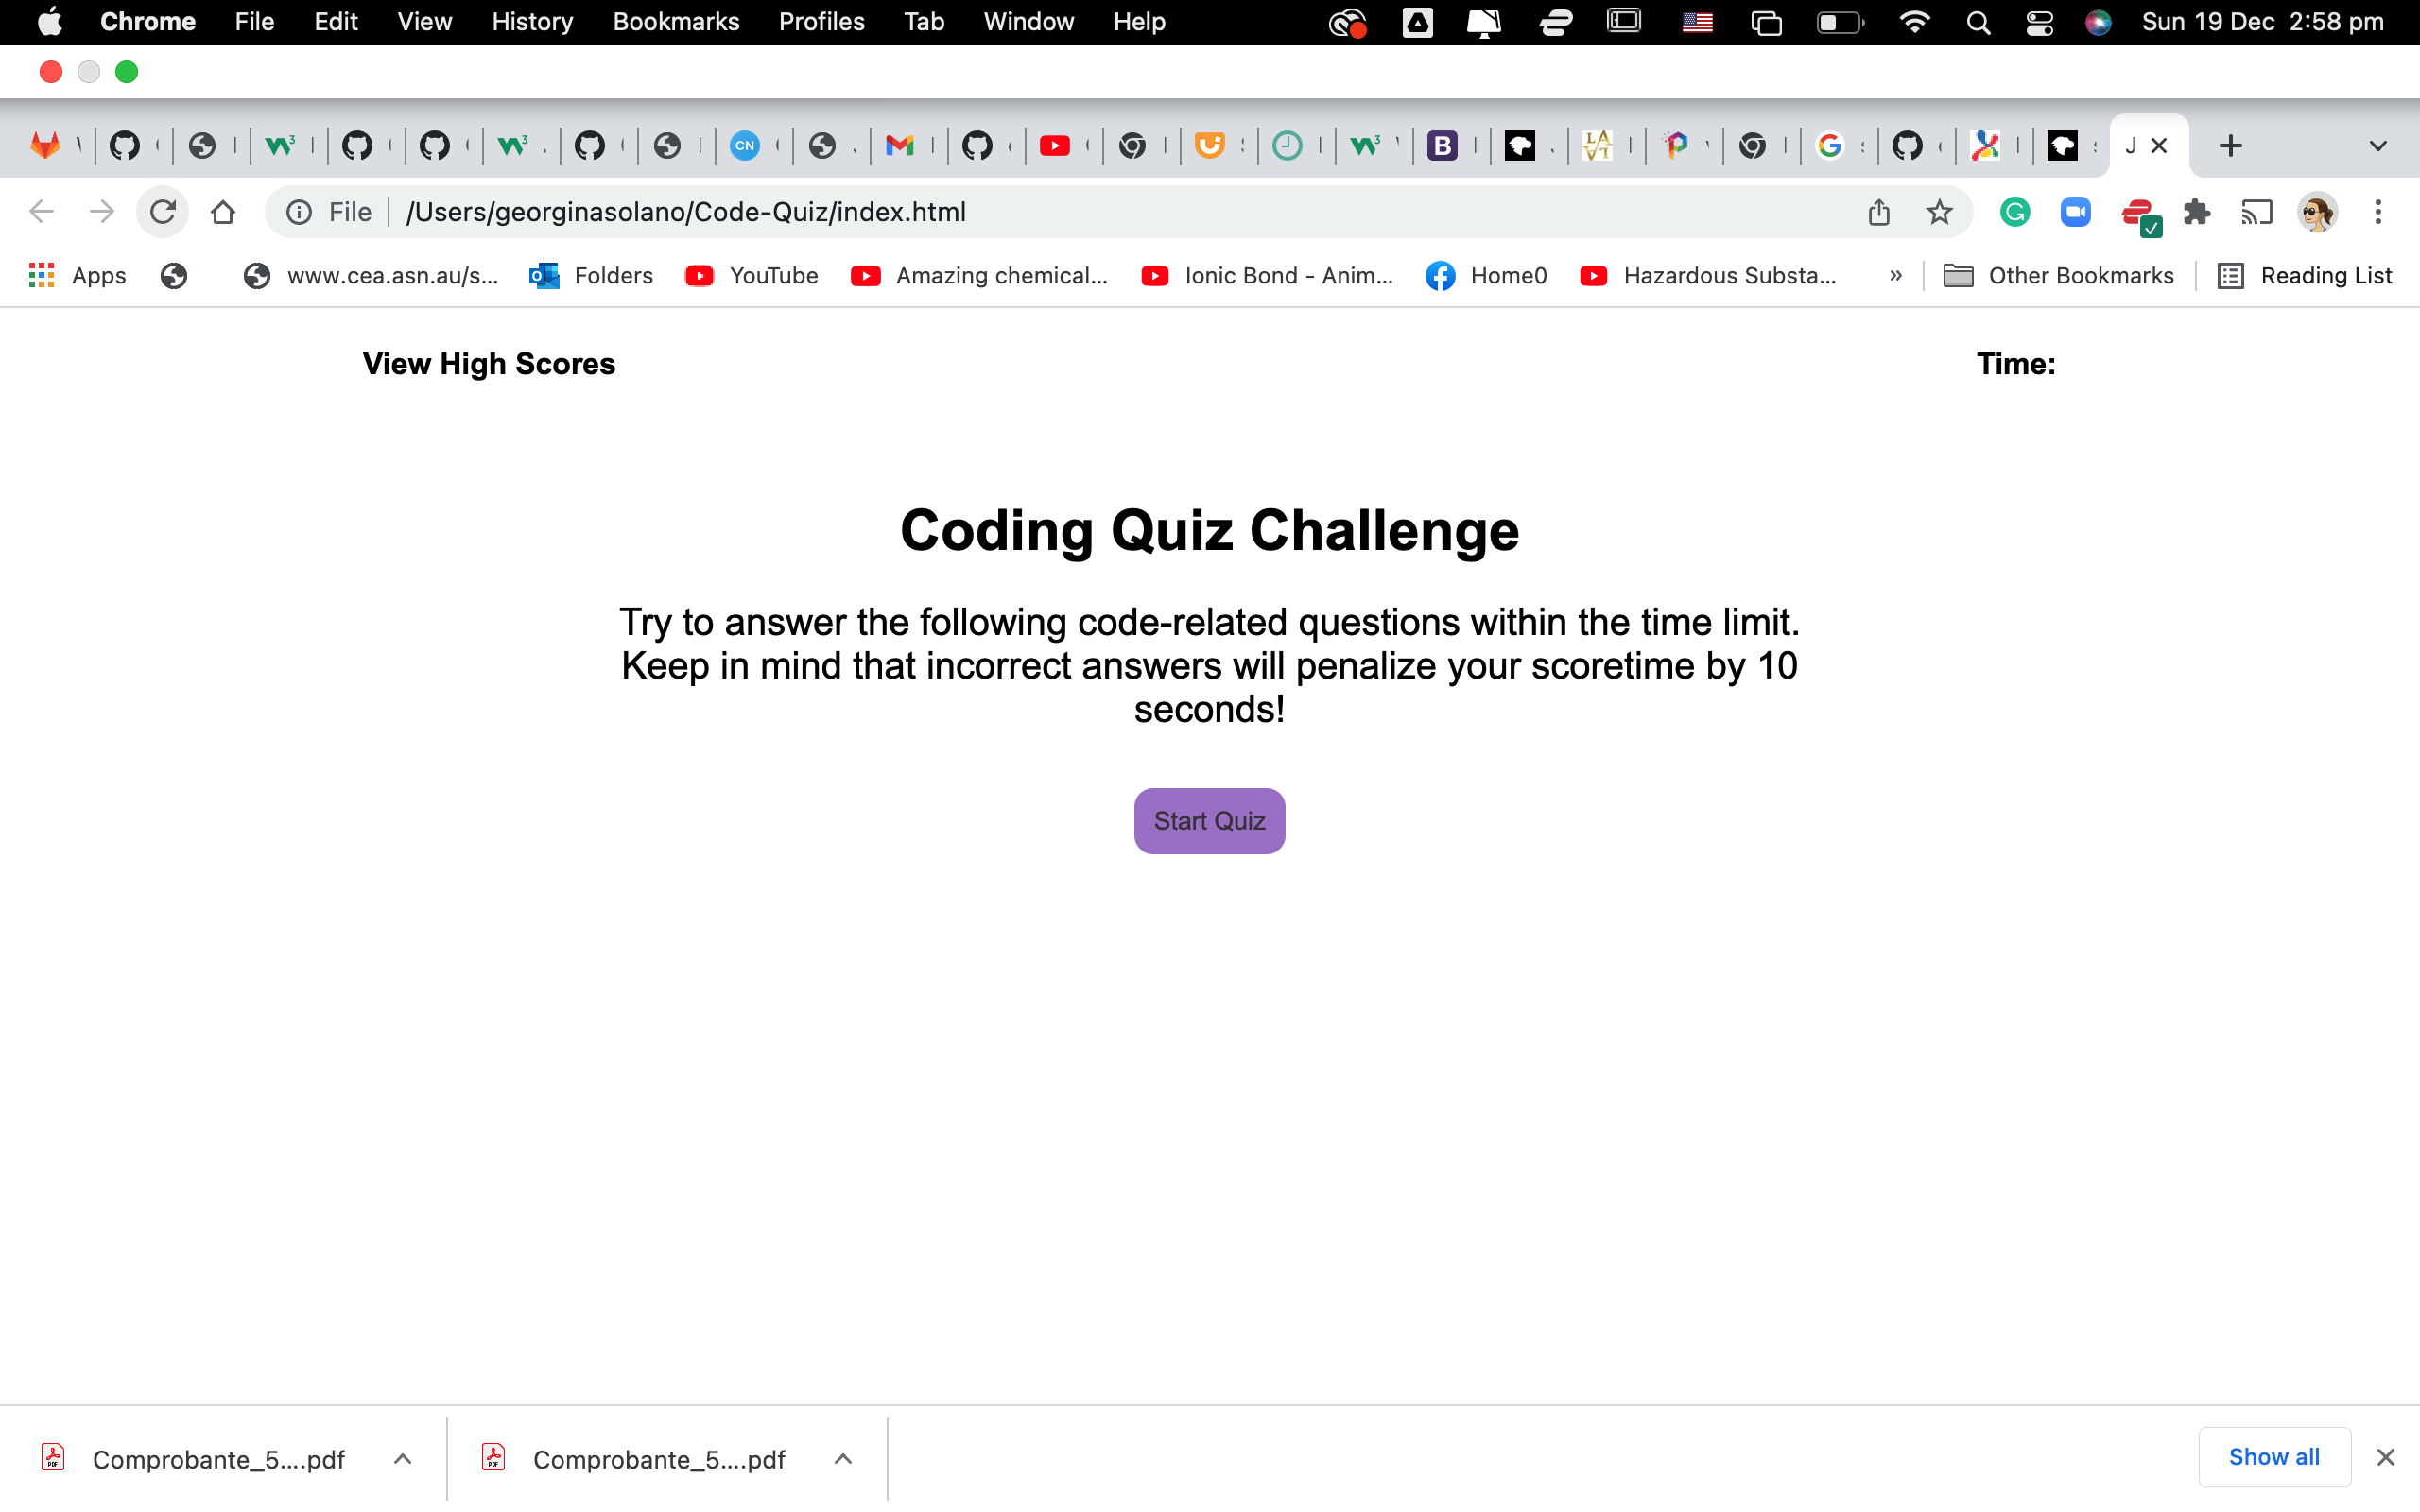 Chrome File Edit View History Bookmarks Profiles Tab Window Help Sun 19 Dec 2:58 pm
File /Users/georginasolano/Code-Quiz/index.html
Apps www.cea.asn.au/s... Folders YouTube Amazing chemical... Ionic Bond - Anim... Home0 Hazardous Substa... » Other Bookmarks Reading List
View High Scores Time:
Coding Quiz Challenge
Try to answer the following code-related questions within the time limit.
Keep in mind that incorrect answers will penalize your scoretime by 10
seconds!
Start Quiz
Comprobante_5....pdf Comprobante_5....pdf Show all